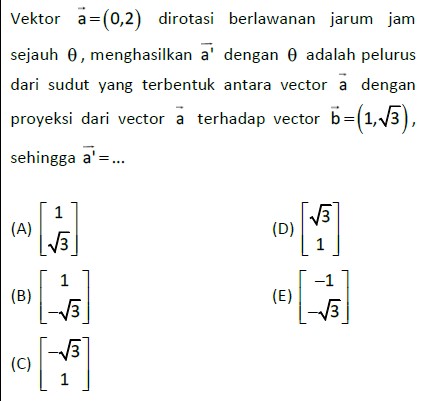 Vektor $\vec{a}=(0,2)$ dirotasi berlawanan jarum jam
sejauh θ, menghasilkan $\vec{a'}$ dengan θ adalah pelurus
dari sudut yang terbentuk antara vector $\vec{a}$ dengan
proyeksi dari vector $\vec{a}$ terhadap vector $\vec{b}=(1,\sqrt{3})$,
sehingga $\vec{a'}=...$
(A) $\begin{bmatrix} 1 \\ \sqrt{3} \end{bmatrix}$
(B) $\begin{bmatrix} 1 \\ -\sqrt{3} \end{bmatrix}$
(C) $\begin{bmatrix} -\sqrt{3} \\ 1 \end{bmatrix}$
(D) $\begin{bmatrix} \sqrt{3} \\ 1 \end{bmatrix}$
(E) $\begin{bmatrix} -1 \\ -\sqrt{3} \end{bmatrix}$